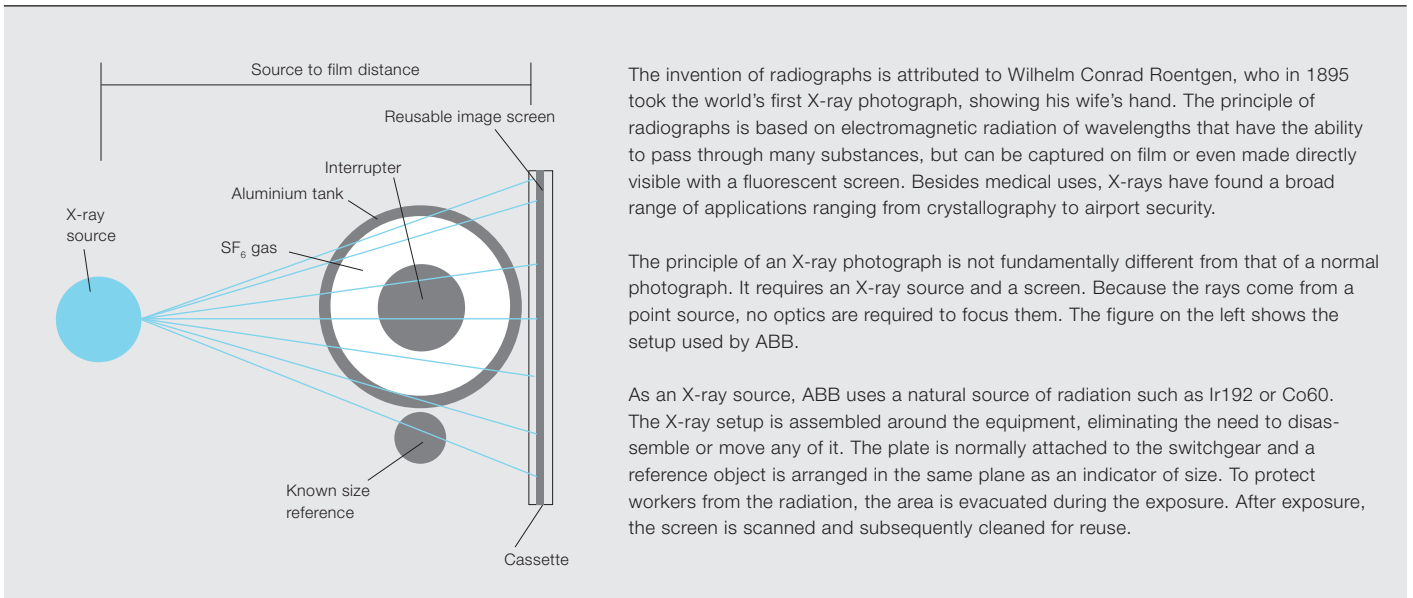 Source to film distance
Reusable image screen
Interrupter
Aluminium tank
X-ray
source
SF₆ gas
Known size
reference
Cassette
The invention of radiographs is attributed to Wilhelm Conrad Roentgen, who in 1895
took the world's first X-ray photograph, showing his wife's hand. The principle of
radiographs is based on electromagnetic radiation of wavelengths that have the ability
to pass through many substances, but can be captured on film or even made directly
visible with a fluorescent screen. Besides medical uses, X-rays have found a broad
range of applications ranging from crystallography to airport security.
The principle of an X-ray photograph is not fundamentally different from that of a normal
photograph. It requires an X-ray source and a screen. Because the rays come from a
point source, no optics are required to focus them. The figure on the left shows the
setup used by ABB.
As an X-ray source, ABB uses a natural source of radiation such as Ir192 or Co60.
The X-ray setup is assembled around the equipment, eliminating the need to disas-
semble or move any of it. The plate is normally attached to the switchgear and a
reference object is arranged in the same plane as an indicator of size. To protect
workers from the radiation, the area is evacuated during the exposure. After exposure,
the screen is scanned and subsequently cleaned for reuse.